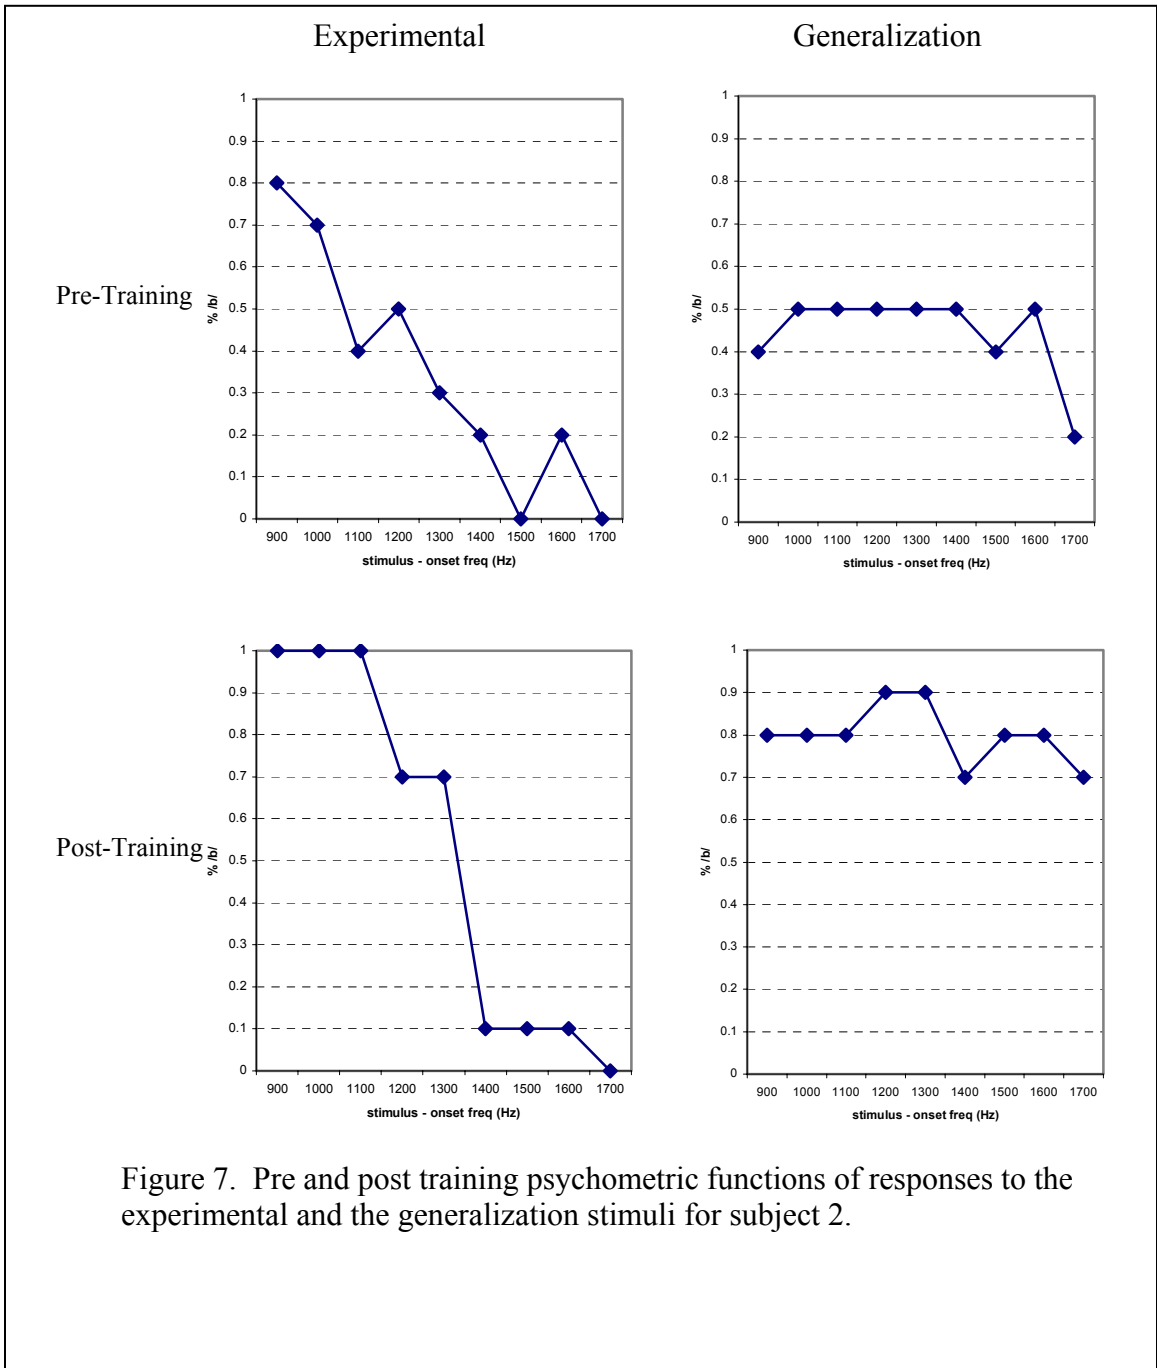 Experimental Generalization
Pre-Training
% /b/
1
0.9
0.8
0.7
0.6
0.5
0.4
0.3
0.2
0.1
0
900 1000 1100 1200 1300 1400 1500 1600 1700
stimulus - onset freq (Hz)
% /b/
1
0.9
0.8
0.7
0.6
0.5
0.4
0.3
0.2
0.1
0
900 1000 1100 1200 1300 1400 1500 1600 1700
stimulus - onset freq (Hz)
Post-Training
% /b/
1
0.9
0.8
0.7
0.6
0.5
0.4
0.3
0.2
0.1
0
900 1000 1100 1200 1300 1400 1500 1600 1700
stimulus - onset freq (Hz)
% /b/
1
0.9
0.8
0.7
0.6
0.5
0.4
0.3
0.2
0.1
0
900 1000 1100 1200 1300 1400 1500 1600 1700
stimulus - onset freq (Hz)
Figure 7.  Pre and post training psychometric functions of responses to the
experimental and the generalization stimuli for subject 2.